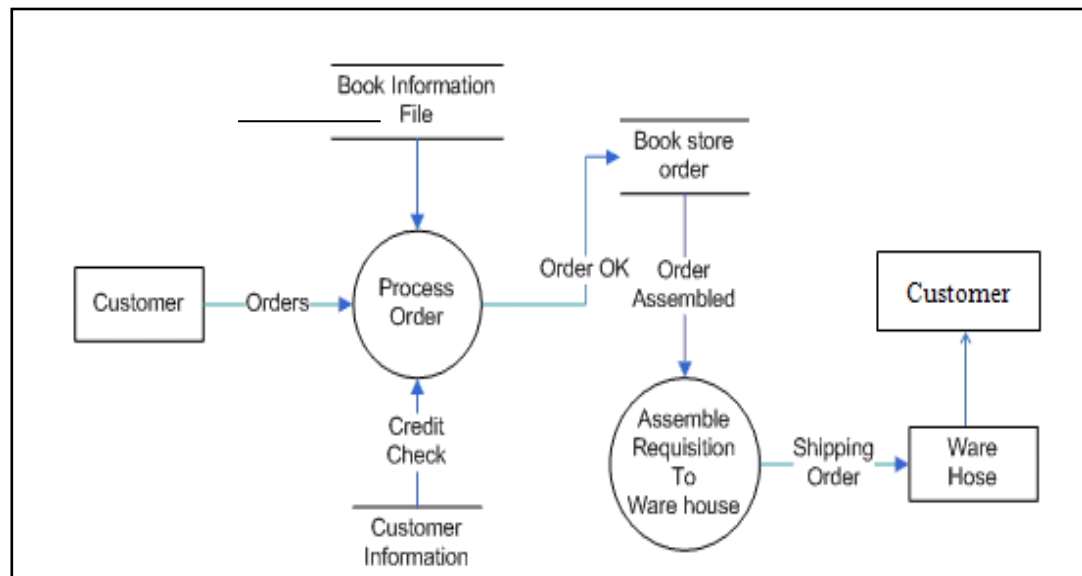 Book Information
File
Book store
order
Customer
Orders
Process
Order
Order OK
Order
Assembled
Customer
Credit
Check
Customer
Information
Assemble
Requisition
To
Ware house
Shipping
Order
Ware
Hose